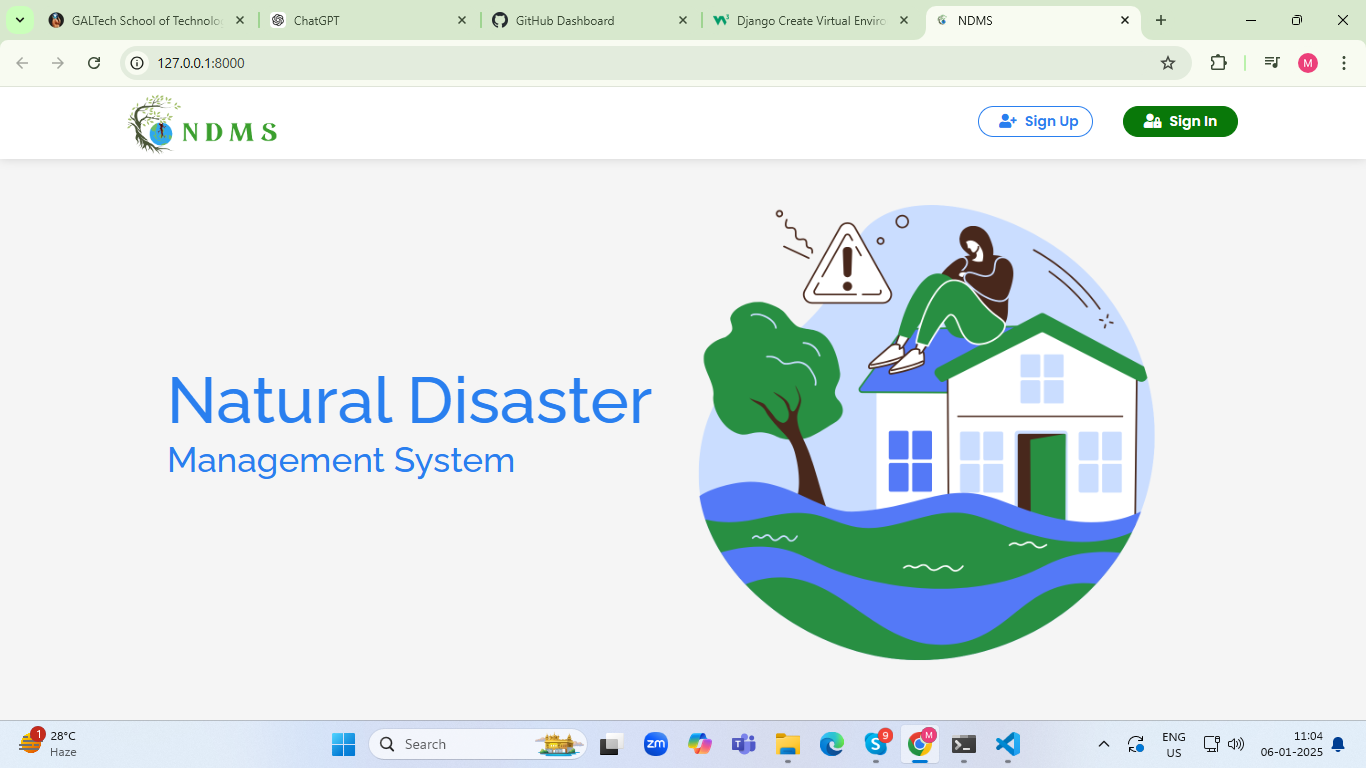 GALTech School of Technolo
ChatGPT
GitHub Dashboard
Django Create Virtual Enviro
NDMS
127.0.0.1:8000
M
NDMS
Sign Up
Sign In
Natural Disaster
Management System
1
28°C
Haze
Search
zm
9
M
ENG
US
11:04
06-01-2025